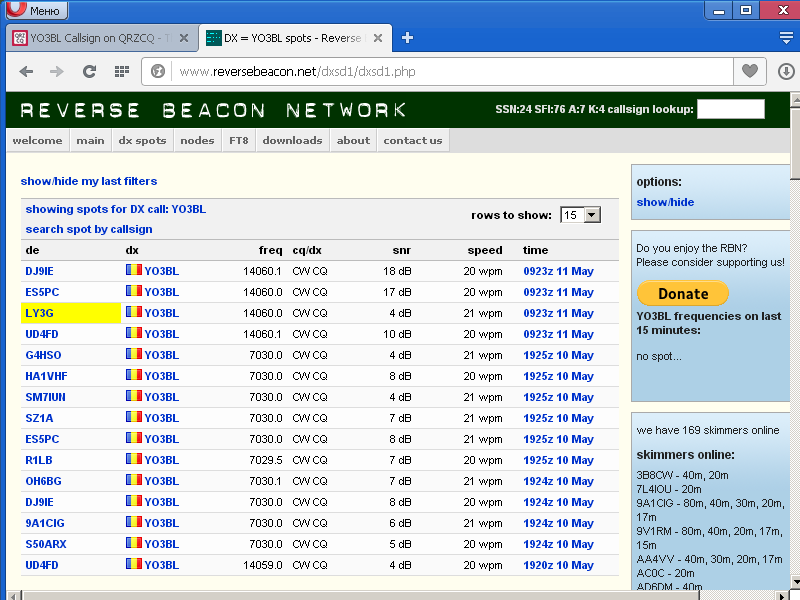 Меню
YO3BL Callsign on QRZCQ - T
DX = YO3BL spots - Reverse
www.reversebeacon.net/dxsd1/dxsd1.php
REVERSE BEACON NETWORK
SSN:24 SFI:76 A:7 K:4 callsign lookup:
welcome main dx spots nodes FT8 downloads about contact us
show/hide my last filters
showing spots for DX call: YO3BL
search spot by callsign
rows to show: 15
de dx freq cq/dx snr speed time
DJ9IE YO3BL 14060.1 CW CQ 18 dB 20 wpm 0923z 11 May
ES5PC YO3BL 14060.0 CW CQ 17 dB 20 wpm 0923z 11 May
LY3G YO3BL 14060.0 CW CQ 4 dB 21 wpm 0923z 11 May
UD4FD YO3BL 14060.1 CW CQ 10 dB 20 wpm 0923z 11 May
G4HSO YO3BL 7030.0 CW CQ 4 dB 21 wpm 1925z 10 May
HA1VHF YO3BL 7030.0 CW CQ 8 dB 20 wpm 1925z 10 May
SM7IUN YO3BL 7030.0 CW CQ 4 dB 21 wpm 1925z 10 May
SZ1A YO3BL 7030.0 CW CQ 7 dB 21 wpm 1925z 10 May
ES5PC YO3BL 7030.0 CW CQ 8 dB 21 wpm 1925z 10 May
R1LB YO3BL 7029.5 CW CQ 7 dB 20 wpm 1925z 10 May
OH6BG YO3BL 7030.1 CW CQ 7 dB 21 wpm 1924z 10 May
DJ9IE YO3BL 7030.0 CW CQ 8 dB 20 wpm 1924z 10 May
9A1CIG YO3BL 7030.0 CW CQ 6 dB 21 wpm 1924z 10 May
S50ARX YO3BL 7030.0 CW CQ 5 dB 20 wpm 1924z 10 May
UD4FD YO3BL 14059.0 CW CQ 4 dB 20 wpm 1920z 10 May
options:
show/hide
Do you enjoy the RBN?
Please consider supporting us!
Donate
YO3BL frequencies on last
15 minutes:
no spot...
we have 169 skimmers online
skimmers online:
3B8CW - 40m, 20m
7L4IOU - 20m
9A1CIG - 80m, 40m, 30m, 20m,
17m
9V1RM - 80m, 40m, 20m, 17m,
15m
AA4VV - 40m, 30m, 20m, 17m
AC0C - 20m
AD6DM - 40m